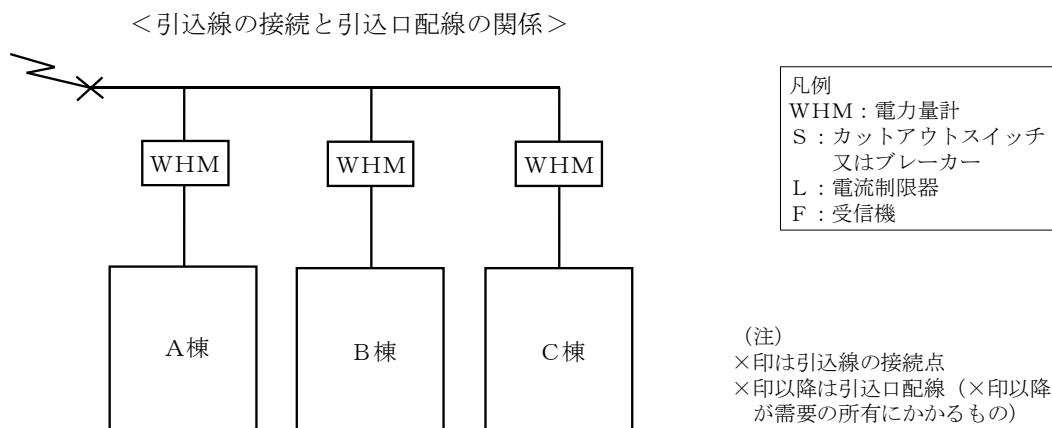 ＜引込線の接続と引込口配線の関係＞
WHM
WHM
WHM
A棟
B棟
C棟
凡例
WHM：電力量計
S：カットアウトスイッチ
又はブレーカー
L：電流制限器
F：受信機
（注）
×印は引込線の接続点
×印以降は引込口配線（×印以降
が需要の所有にかかるもの）